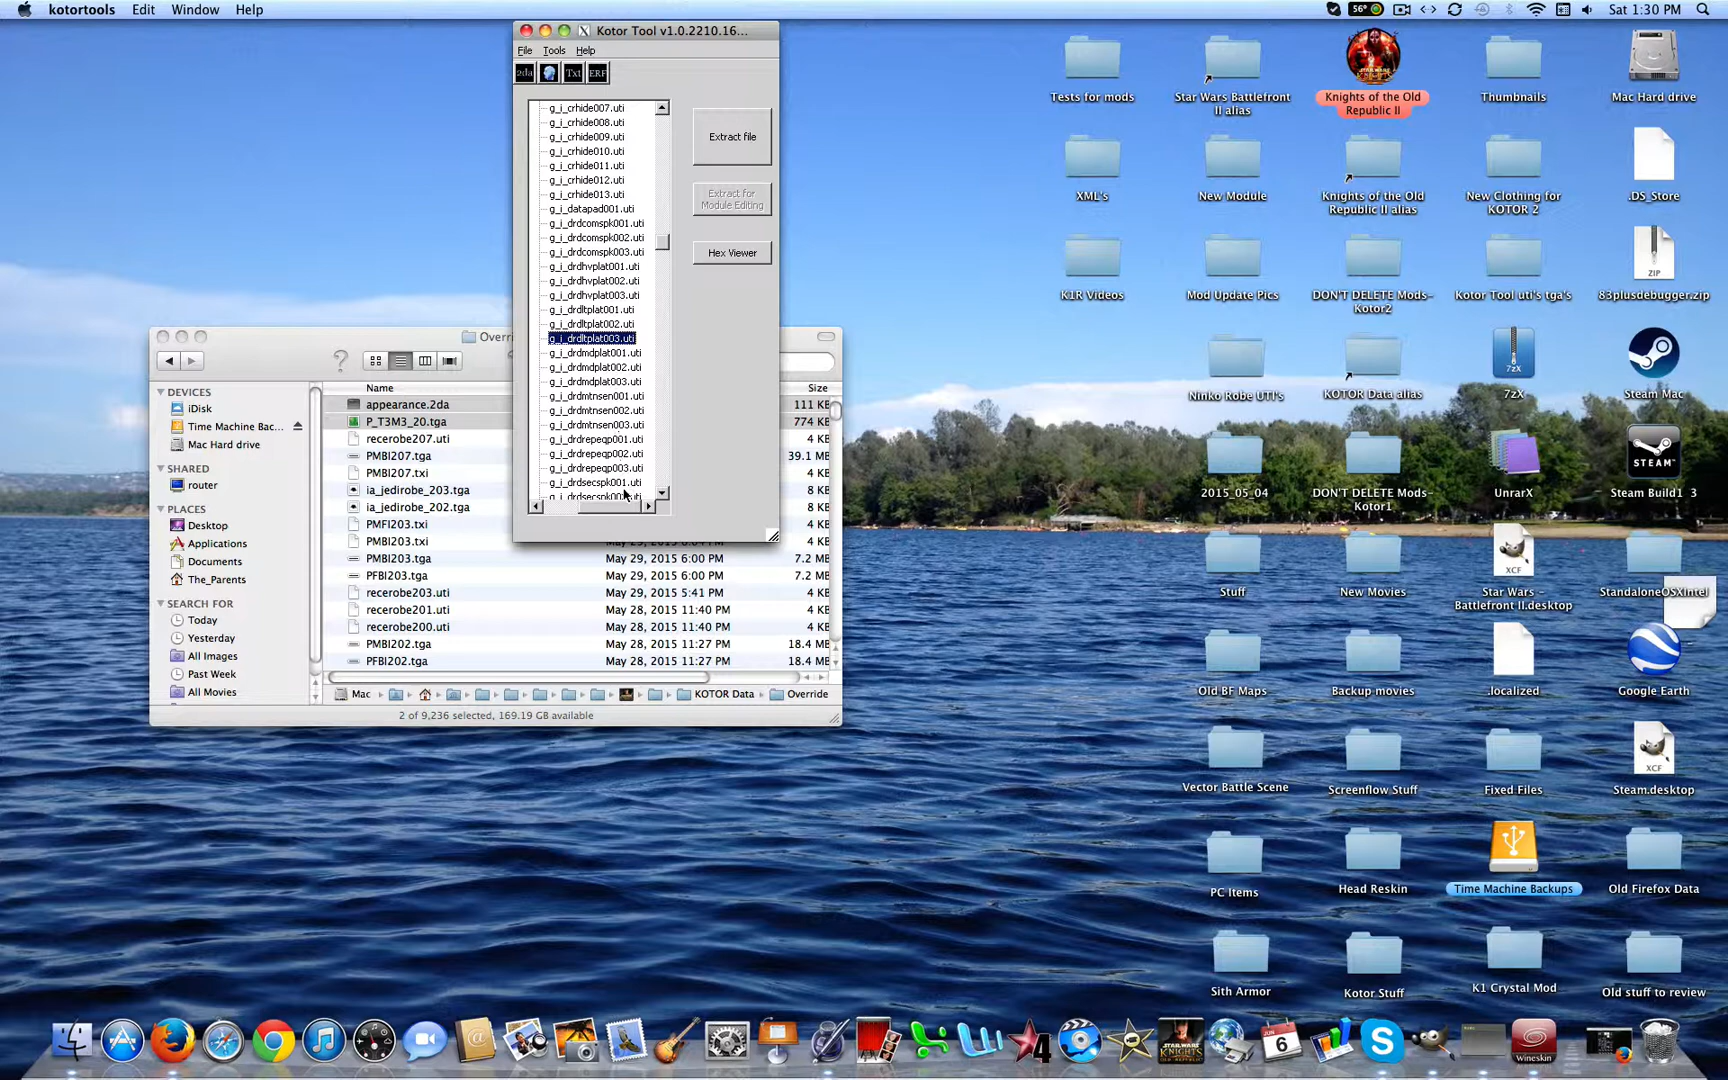 kotortools Edit Window Help
56°
Sat 1:30 PM
Kotor Tool v1.0.2210.16...
File Tools Help
2da Txt ERF
g_i_crhide007.uti
g_i_crhide008.uti
g_i_crhide009.uti
g_i_crhide010.uti
g_i_crhide011.uti
g_i_crhide012.uti
g_i_crhide013.uti
g_i_datapad001.uti
g_i_drdcomspk001.uti
g_i_drdcomspk002.uti
g_i_drdcomspk003.uti
g_i_drdhvplat001.uti
g_i_drdhvplat002.uti
g_i_drdhvplat003.uti
g_i_drdltplat001.uti
g_i_drdltplat002.uti
g_i_drdltplat003.uti
g_i_drdmdplat001.uti
g_i_drdmdplat002.uti
g_i_drdmdplat003.uti
g_i_drdmtnsen001.uti
g_i_drdmtnsen002.uti
g_i_drdmtnsen003.uti
g_i_drdrepeqp001.uti
g_i_drdrepeqp002.uti
g_i_drdrepeqp003.uti
g_i_drdsecspk001.uti
Extract file
Extract for
Module Editing
Hex Viewer
Overri
DEVICES
iDisk
Time Machine Bac...
Mac Hard drive
SHARED
router
PLACES
Desktop
Applications
Documents
The_Parents
SEARCH FOR
Today
Yesterday
All Images
Past Week
All Movies
Name Size
appearance.2da 111 KB
P_T3M3_20.tga 774 KB
recerobe207.uti 4 KB
PMBI207.tga 39.1 MB
PMBI207.txi 4 KB
ia_jedirobe_203.tga 8 KB
ia_jedirobe_202.tga 8 KB
PMFI203.txi 4 KB
PMBI203.txi 4 KB
PMBI203.tga May 29, 2015 6:00 PM 7.2 MB
PFBI203.tga May 29, 2015 6:00 PM 7.2 MB
recerobe203.uti May 29, 2015 5:41 PM 4 KB
recerobe201.uti May 28, 2015 11:40 PM 4 KB
recerobe200.uti May 28, 2015 11:40 PM 4 KB
PMBI202.tga May 28, 2015 11:27 PM 18.4 MB
PFBI202.tga May 28, 2015 11:27 PM 18.4 MB
Mac KOTOR Data Override
2 of 9,236 selected, 169.19 GB available
Tests for mods
Star Wars Battlefront
II alias
Knights of the Old
Republic II
Thumbnails
Mac Hard drive
XML's
New Module
Knights of the Old
Republic II alias
New Clothing for
KOTOR 2
.DS_Store
K1R Videos
Mod Update Pics
DON'T DELETE Mods-
Kotor2
Kotor Tool uti's tga's
ZIP
83plusdebugger.zip
Ninko Robe UTI's
KOTOR Data alias
7zX
7zX
Steam Mac
2015_05_04
DON'T DELETE Mods-
Kotor1
UnrarX
STEAM
Steam Build1 3
Stuff
New Movies
XCF
Star Wars -
Battlefront II.desktop
StandaloneOSXIntel
Old BF Maps
Backup movies
.localized
Google Earth
Vector Battle Scene
Screenflow Stuff
Fixed Files
XCF
Steam.desktop
PC Items
Head Reskin
Time Machine Backups
Old Firefox Data
Sith Armor
Kotor Stuff
K1 Crystal Mod
Old stuff to review
4
JUN
6
Wineskin